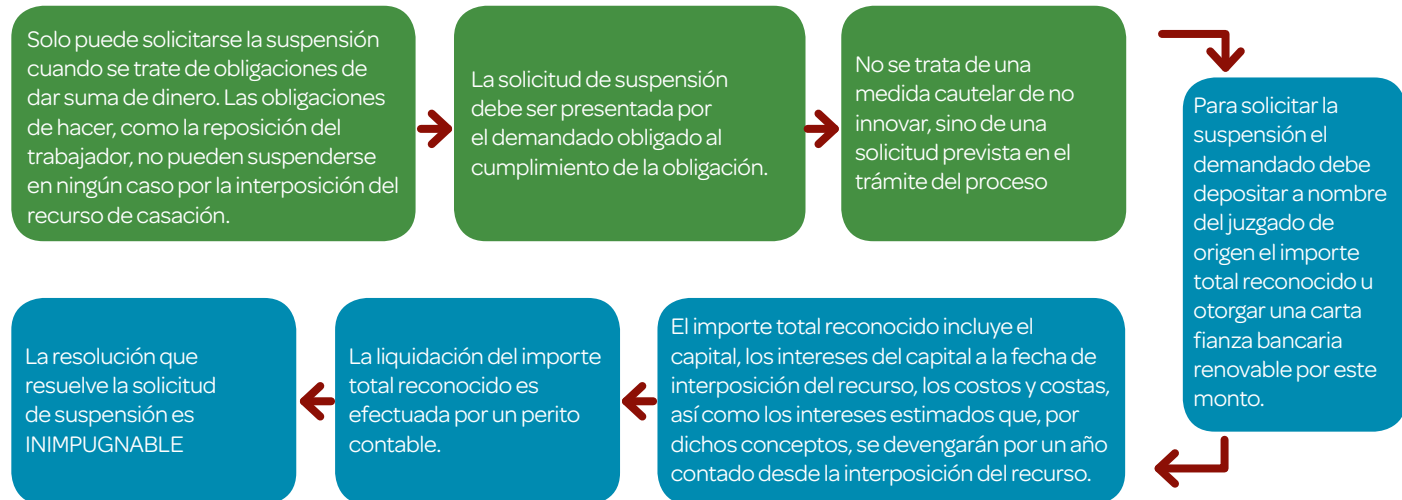 Solo puede solicitarse la suspensión
cuando se trate de obligaciones de
dar suma de dinero. Las obligaciones
de hacer, como la reposición del
trabajador, no pueden suspenderse
en ningún caso por la interposición del
recurso de casación.
La solicitud de suspensión
debe ser presentada por
el demandado obligado al
cumplimiento de la obligación.
No se trata de una
medida cautelar de no
innovar, sino de una
solicitud prevista en el
trámite del proceso
Para solicitar la
suspensión el
demandado debe
depositar a nombre
del juzgado de
origen el importe
total reconocido u
otorgar una carta
fianza bancaria
renovable por este
monto.
El importe total reconocido incluye el
capital, los intereses del capital a la fecha de
interposición del recurso, los costos y costas,
así como los intereses estimados que, por
dichos conceptos, se devengarán por un año
contado desde la interposición del recurso.
La liquidación del importe
total reconocido es
efectuada por un perito
contable.
La resolución que
resuelve la solicitud
de suspensión es
INIMPUGNABLE